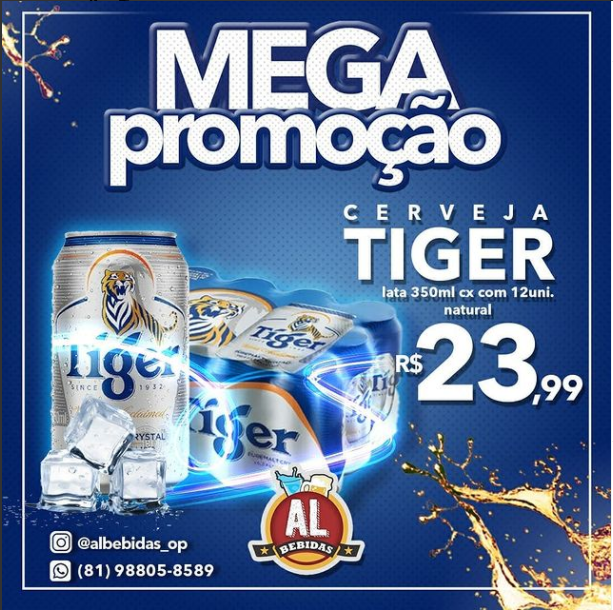 MEGA
promoção
CERVEJA
TIGER
lata 350ml cx com 12uni.
natural
R$23,99
Tiger
SINCE 1932
CRYSTAL
Tiger
Tiger
AL
BEBIDAS
@albebidas_op
(81) 98805-8589